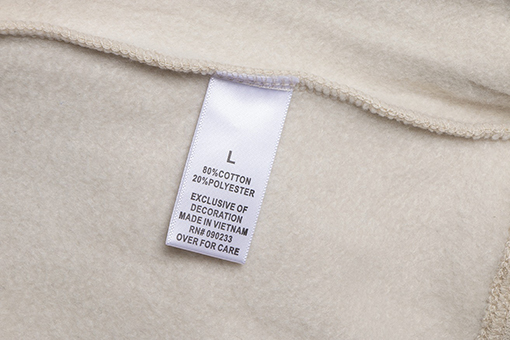 L
80%COTTON
20%POLYESTER
EXCLUSIVE OF
DECORATION
MADE IN VIETNAM
RN# 090233
OVER FOR CARE